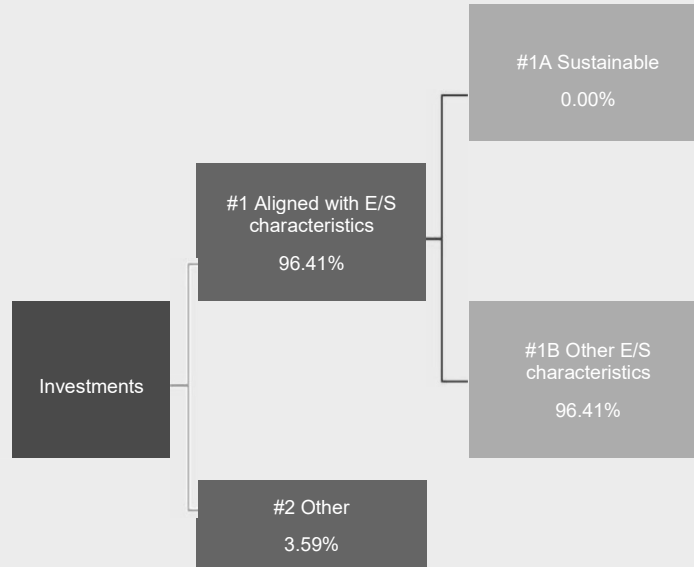 #1A Sustainable
0.00%
#1 Aligned with E/S
characteristics
96.41%
#1B Other E/S
characteristics
96.41%
Investments
#2 Other
3.59%